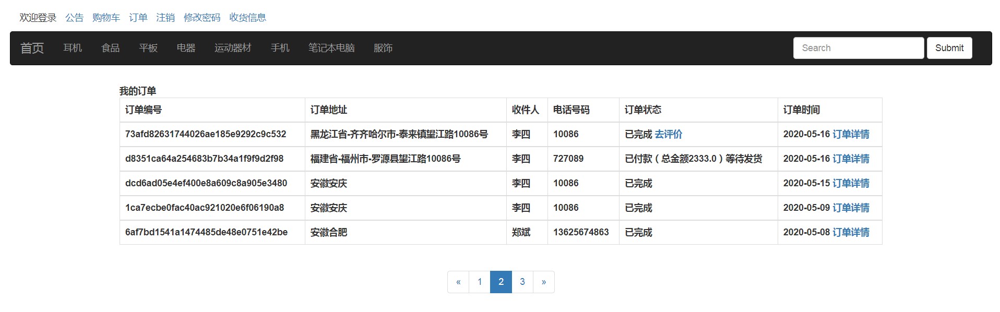 欢迎登录 公告 购物车 订单 注销 修改密码 收货信息
首页 耳机 食品 平板 电器 运动器材 手机 笔记本电脑 服饰 Search Submit
我的订单
订单编号 订单地址 收件人 电话号码 订单状态 订单时间
73afd82631744026ae185e9292c9c532 黑龙江省-齐齐哈尔市-泰来镇望江路10086号 李四 10086 已完成 去评价 2020-05-16 订单详情
d8351ca64a254683b7b34a1f9f9d2f98 福建省-福州市-罗源县望江路10086号 李四 727089 已付款（总金额2333.0）等待发货 2020-05-16 订单详情
dcd6ad05e4ef400e8a609c8a905e3480 安徽安庆 李四 10086 已完成 2020-05-15 订单详情
1ca7ecbe0fac40ac921020e6f06190a8 安徽安庆 李四 10086 已完成 2020-05-09 订单详情
6af7bd1541a1474485de48e0751e42be 安徽合肥 郑斌 13625674863 已完成 2020-05-08 订单详情
« 1 2 3 »